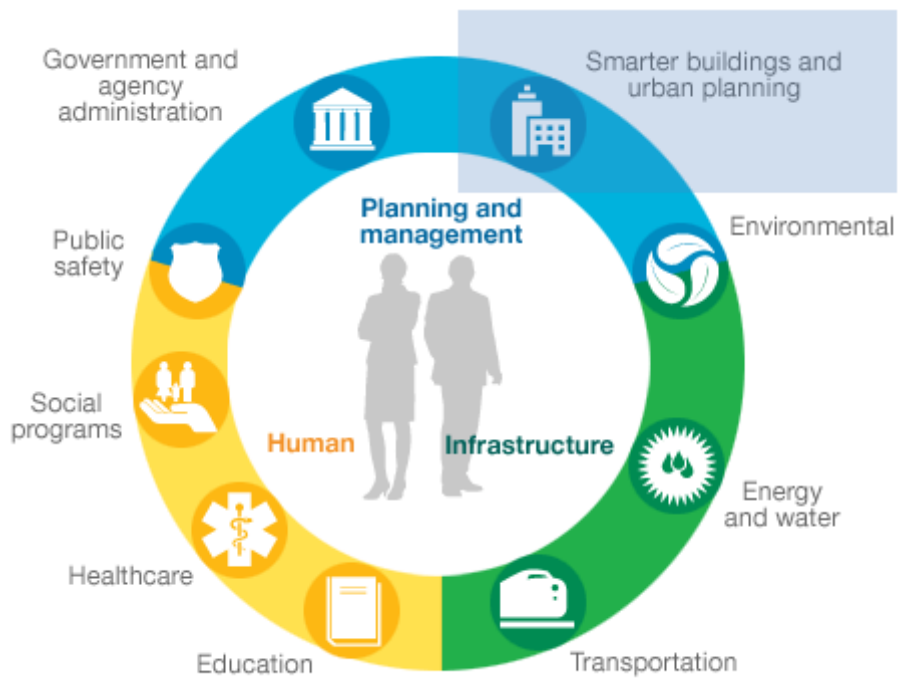 Government and
agency
administration
Smarter buildings and
urban planning
Planning and
management
Public
safety
Environmental
Social
programs
Human
Infrastructure
Energy
and water
Healthcare
Education
Transportation